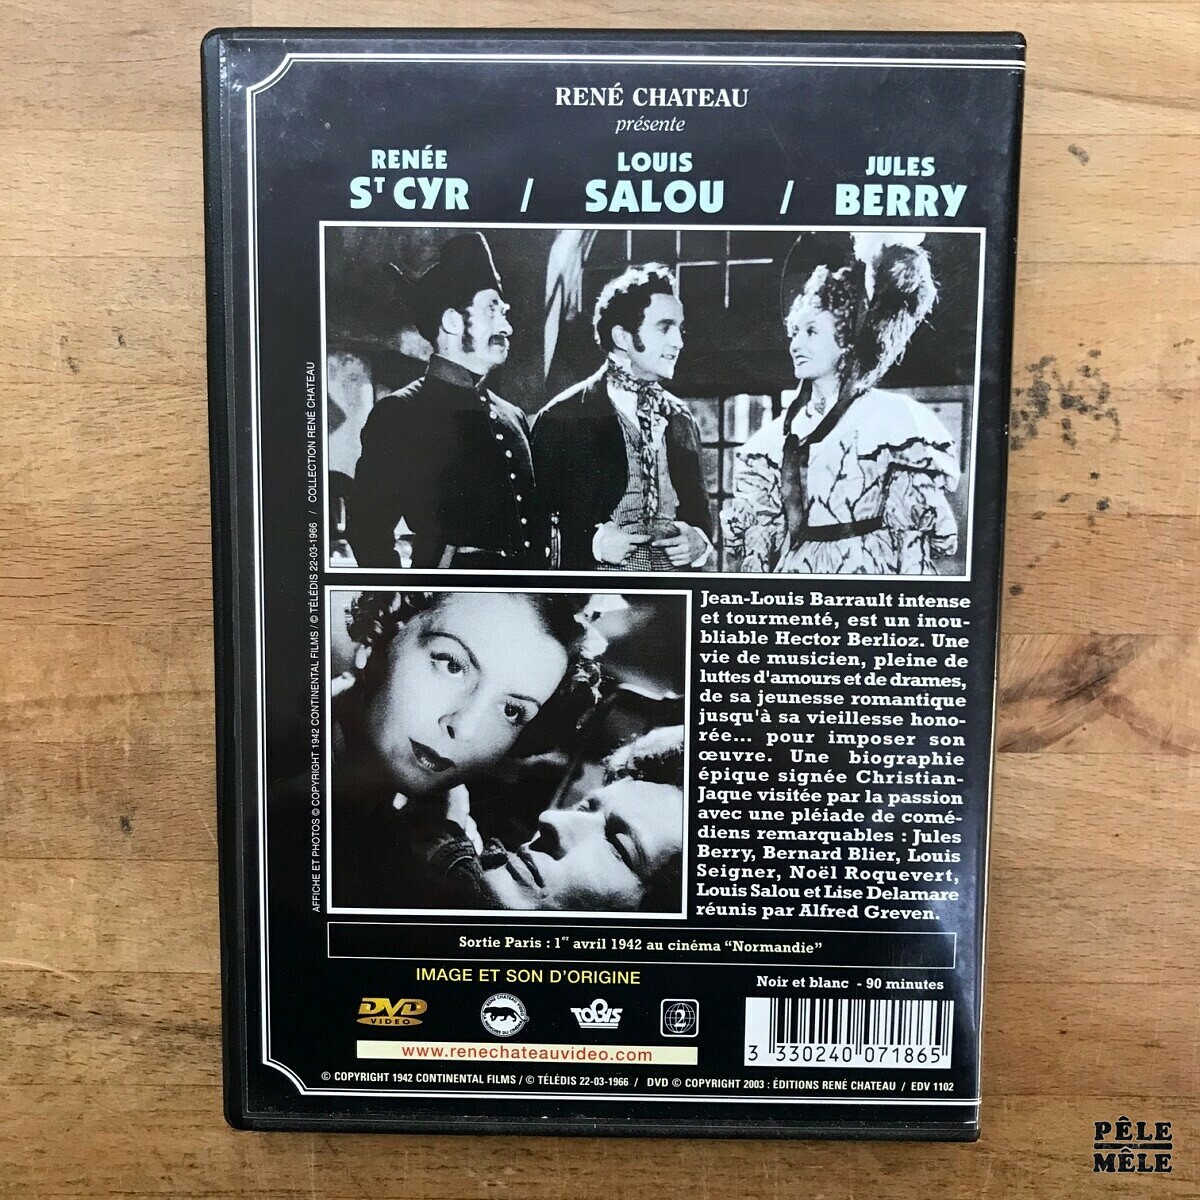 RENÉ CHATEAU
présente
RENÉE
ST CYR / 
LOUIS
SALOU /
JULES
BERRY
AFFICHE ET PHOTOS © COPYRIGHT 1942 CONTINENTAL FILMS / © TÉLÉDIS 22-03-1966 / COLLECTION RENÉ CHATEAU
Jean-Louis Barrault intense
et tourmenté, est un inou-
bliable Hector Berlioz. Une
vie de musicien, pleine de
luttes d'amours et de drames,
de sa jeunesse romantique
jusqu'à sa vieillesse hono-
rée... pour imposer son
œuvre. Une biographie
épique signée Christian-
Jaque visitée par la passion
avec une pléiade de comé-
diens remarquables : Jules
Berry, Bernard Blier, Louis
Seigner, Noël Roquevert,
Louis Salou et Lise Delamare
réunis par Alfred Greven.
Sortie Paris : 1er avril 1942 au cinéma "Normandie"
IMAGE ET SON D'ORIGINE
Noir et blanc - 90 minutes
DVD
VIDEO
TOBIS
2
3 330240 071865
www.renechateauvideo.com
© COPYRIGHT 1942 CONTINENTAL FILMS / © TÉLÉDIS 22-03-1966 / DVD © COPYRIGHT 2003 : ÉDITIONS RENÉ CHATEAU / EDV 1102
PÊLE
MÊLE